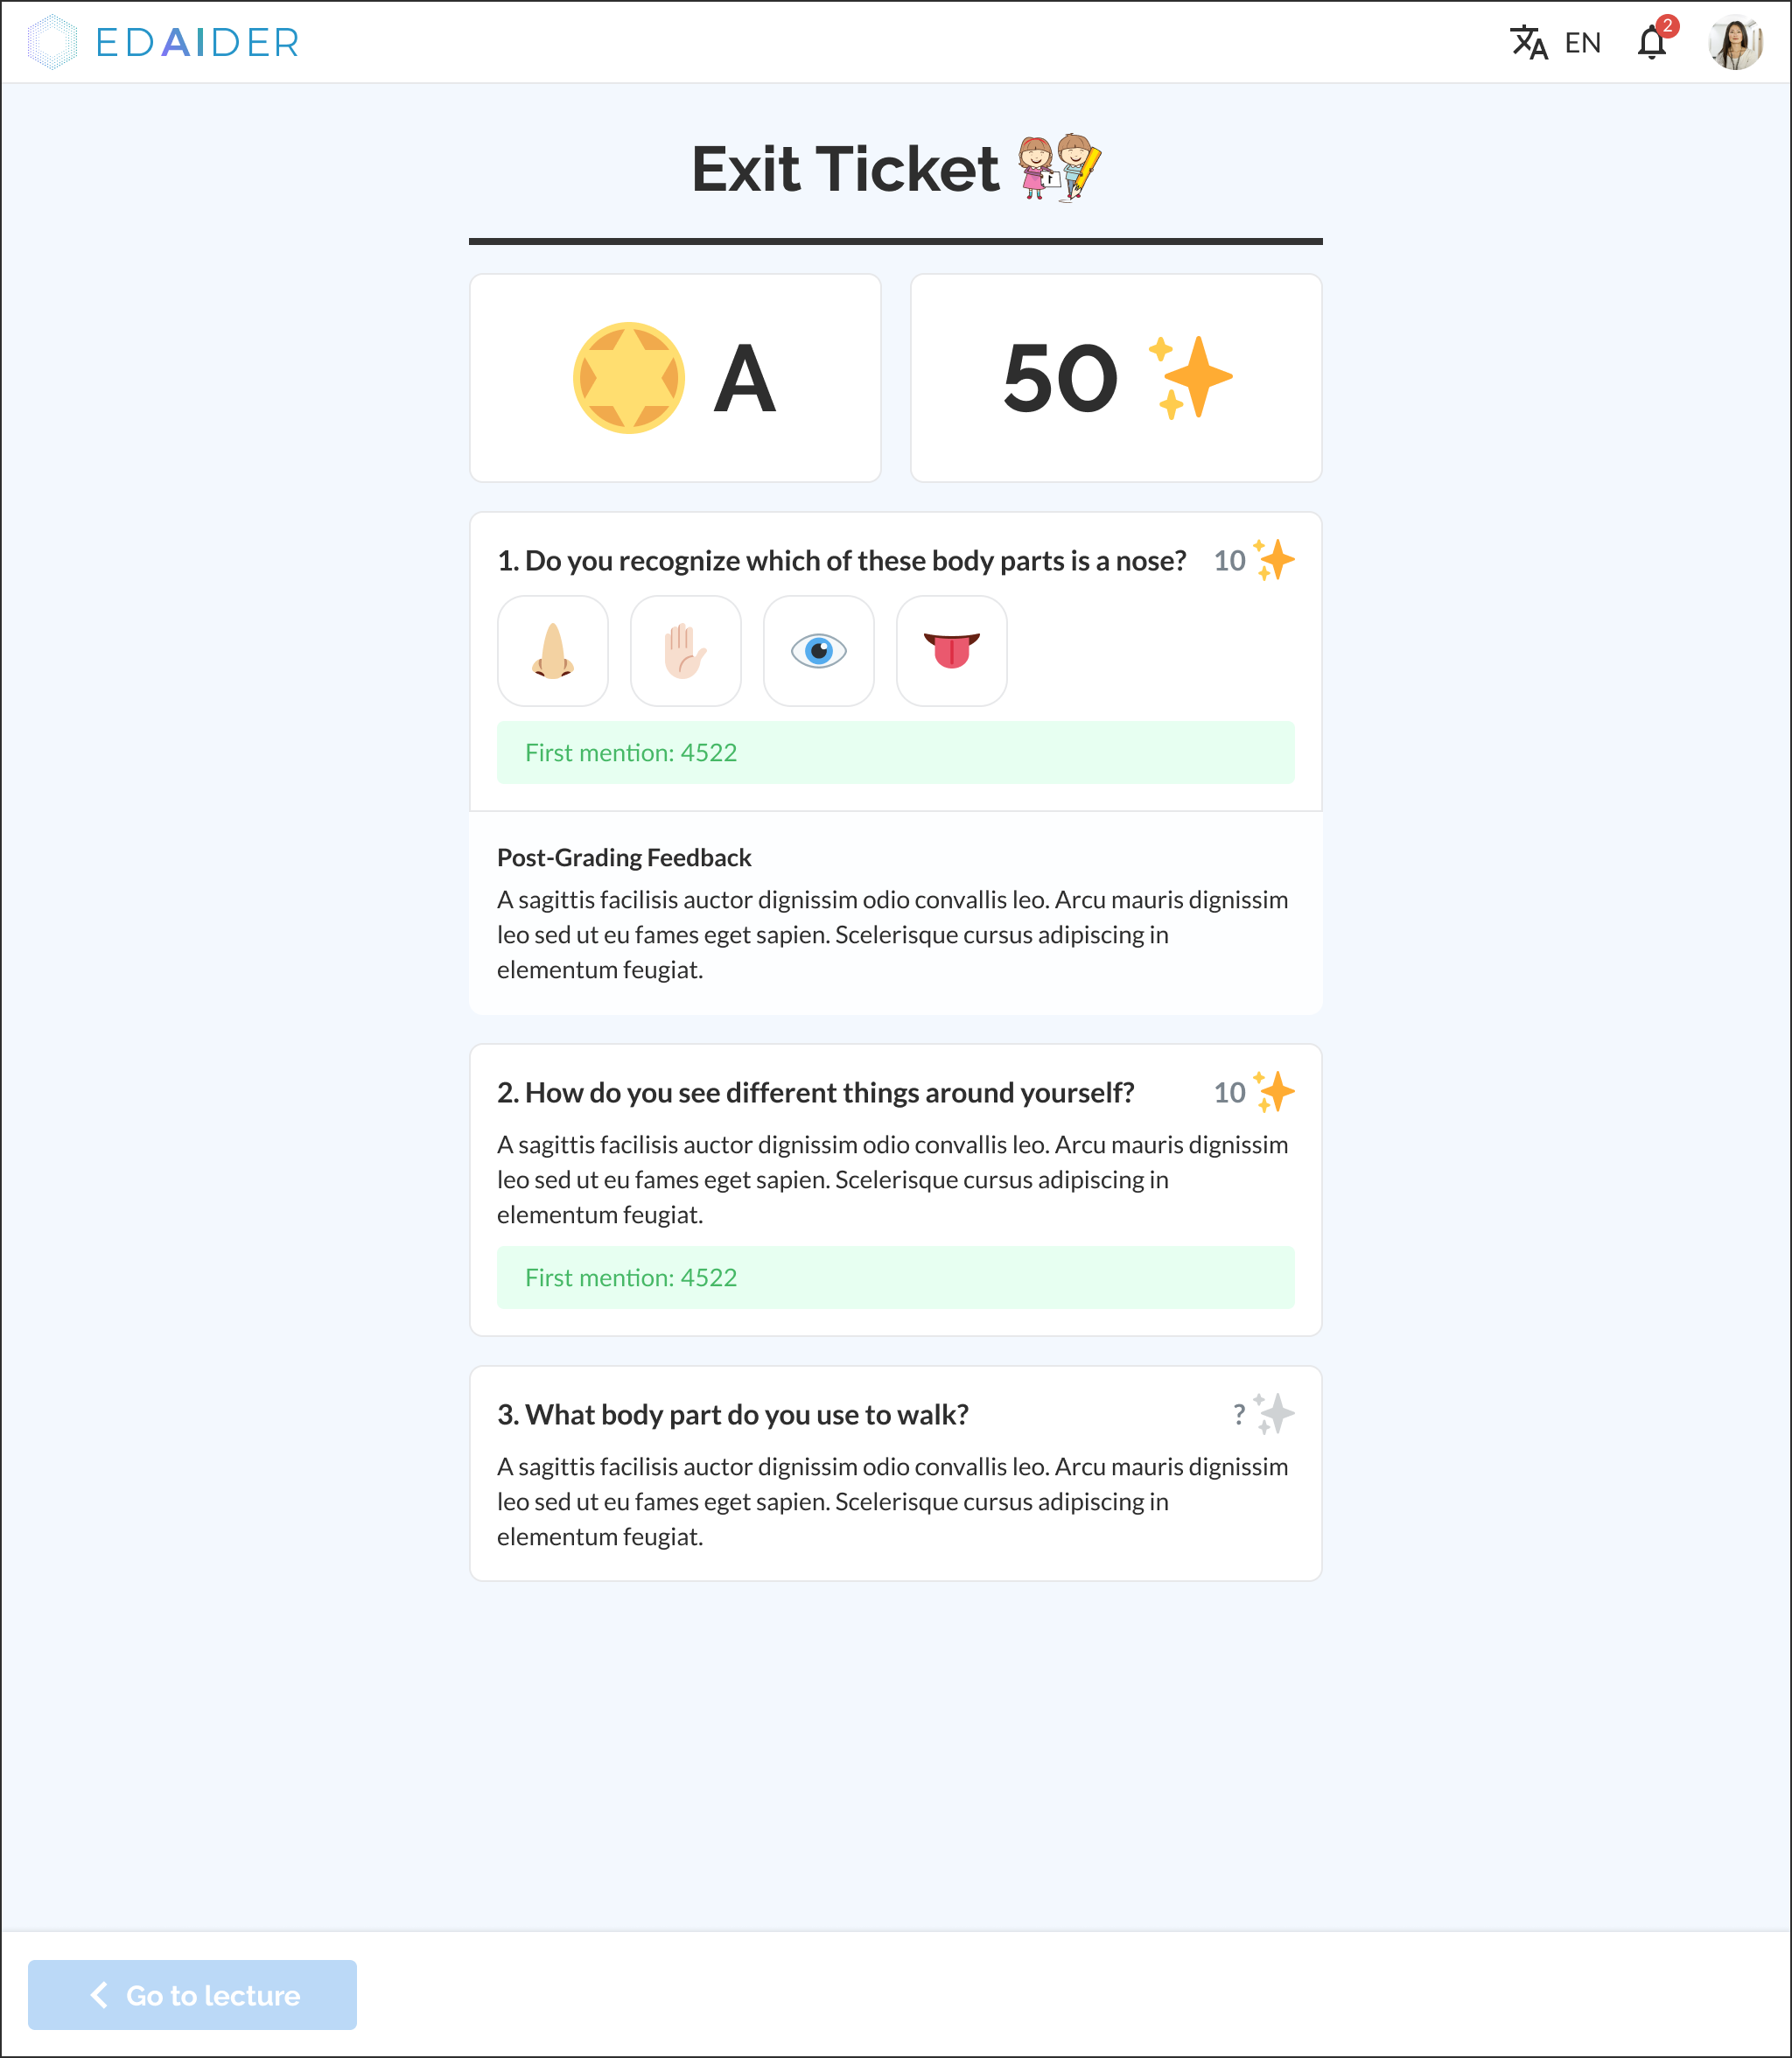 EDAIDER
EN
2
Exit Ticket
A
50
1. Do you recognize which of these body parts is a nose?
10
First mention: 4522
Post-Grading Feedback
A sagittis facilisis auctor dignissim odio convallis leo. Arcu mauris dignissim
leo sed ut eu fames eget sapien. Scelerisque cursus adipiscing in
elementum feugiat.
2. How do you see different things around yourself?
10
A sagittis facilisis auctor dignissim odio convallis leo. Arcu mauris dignissim
leo sed ut eu fames eget sapien. Scelerisque cursus adipiscing in
elementum feugiat.
First mention: 4522
3. What body part do you use to walk?
?
A sagittis facilisis auctor dignissim odio convallis leo. Arcu mauris dignissim
leo sed ut eu fames eget sapien. Scelerisque cursus adipiscing in
elementum feugiat.
Go to lecture